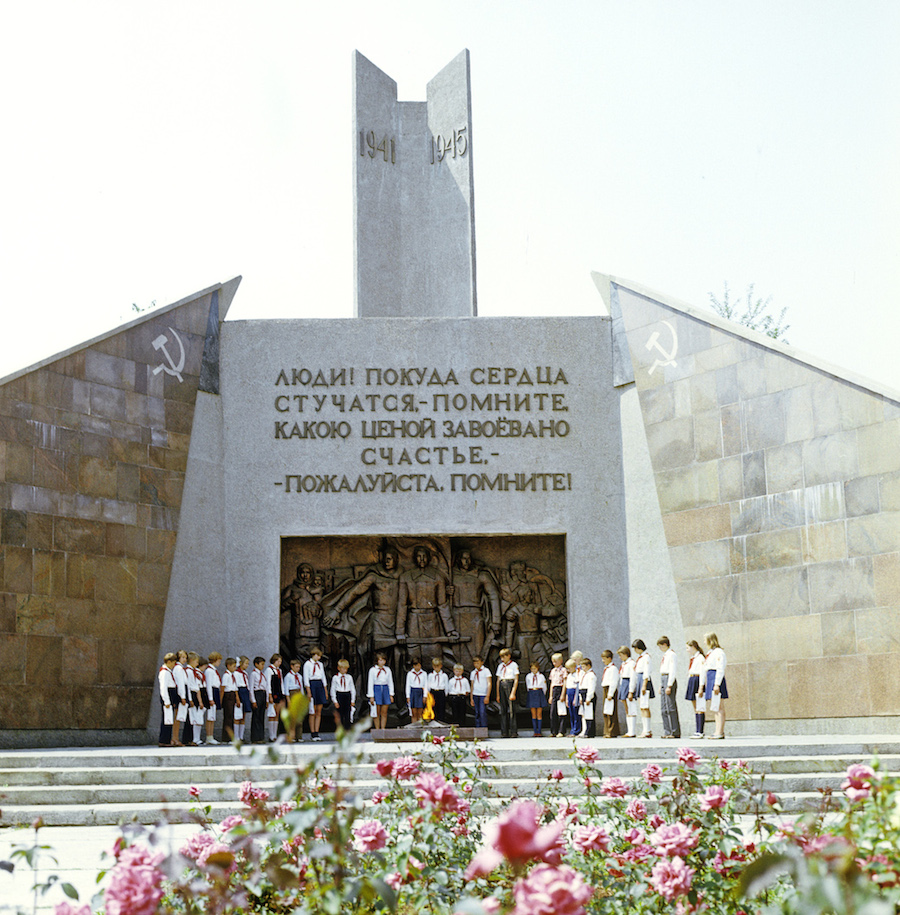 1941 1945
ЛЮДИ! ПОКУДА СЕРДЦА
СТУЧАТСЯ,-ПОМНИТЕ,
КАКОЮ ЦЕНОЙ ЗАВОЁВАНО
СЧАСТЬЕ,-
-ПОЖАЛУЙСТА, ПОМНИТЕ!